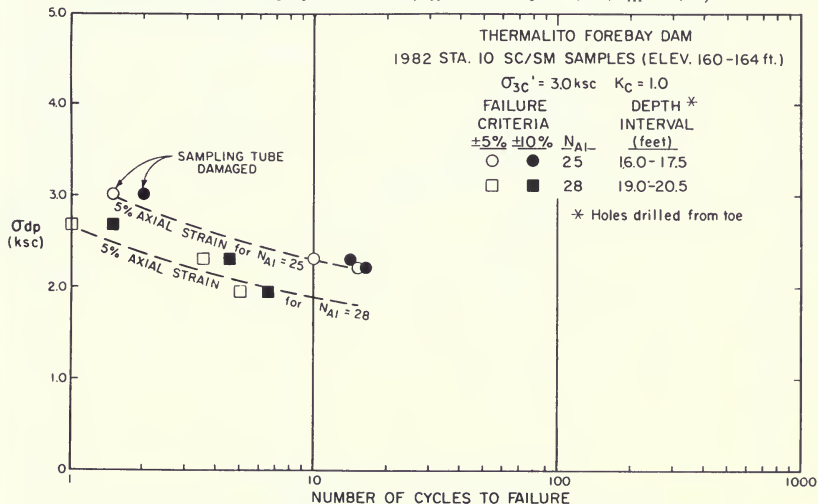 5.0
4.0
3.0
2.0
1.0
0
σdp
(ksc)
THERMALITO FOREBAY DAM
1982 STA. 10 SC/SM SAMPLES (ELEV. 160-164 ft.)
σ3C' = 3.0 ksc KC = 1.0
FAILURE DEPTH *
CRITERIA INTERVAL
±5% ±10% NA1 (feet)
○ ● 25 16.0-17.5
□ ■ 28 19.0-20.5
* Holes drilled from toe
SAMPLING TUBE
DAMAGED
5% AXIAL STRAIN for NA1 = 25
5% AXIAL STRAIN for NA1 = 28
1 10 100 1000
NUMBER OF CYCLES TO FAILURE